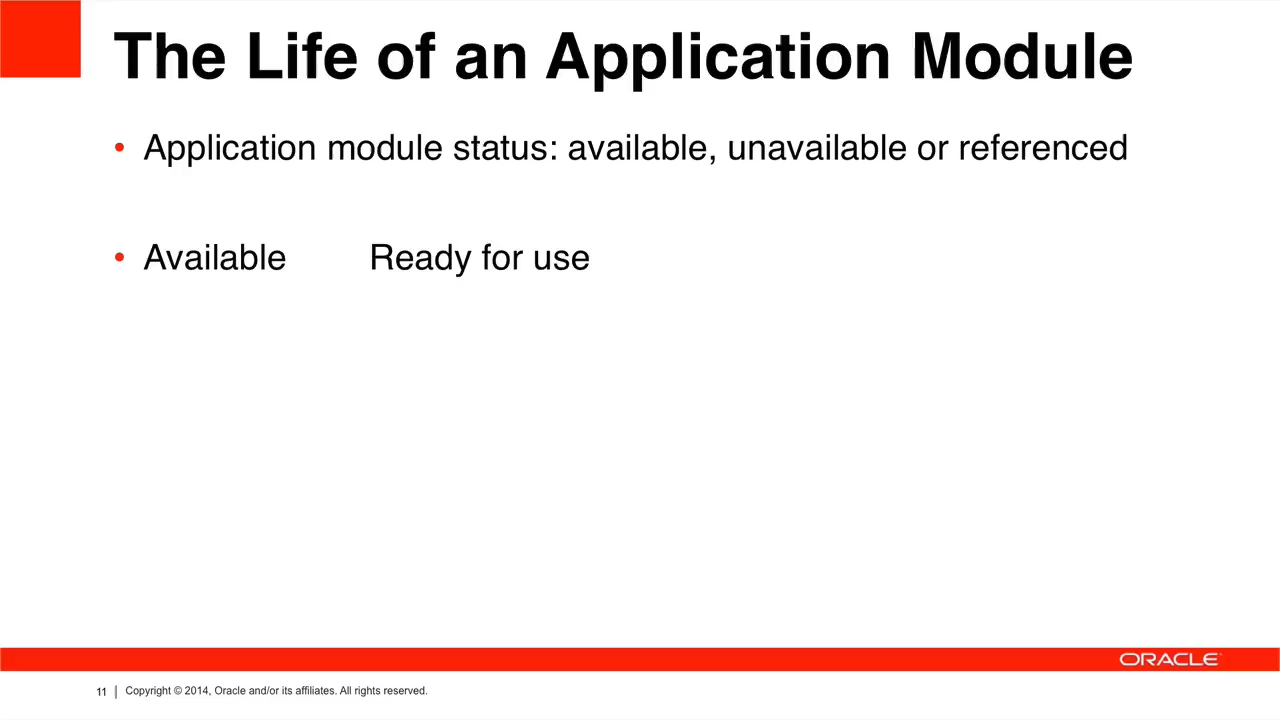 The Life of an Application Module
• Application module status: available, unavailable or referenced
• Available Ready for use
ORACLE
11 | Copyright © 2014, Oracle and/or its affiliates. All rights reserved.